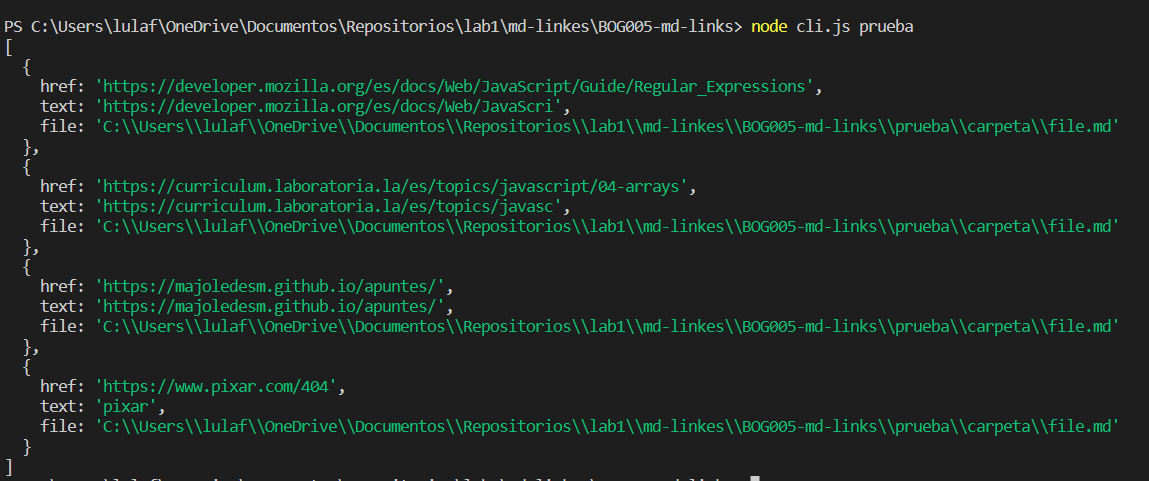 PS C:\Users\lulaf\OneDrive\Documentos\Repositorios\lab1\md-linkes\BOG005-md-links> node cli.js prueba
[
  {
    href: 'https://developer.mozilla.org/es/docs/Web/JavaScript/Guide/Regular_Expressions',
    text: 'https://developer.mozilla.org/es/docs/Web/JavaScri',
    file: 'C:\\Users\\lulaf\\OneDrive\\Documentos\\Repositorios\\lab1\\md-linkes\\BOG005-md-links\\prueba\\carpeta\\file.md'
  },
  {
    href: 'https://curriculum.laboratoria.la/es/topics/javascript/04-arrays',
    text: 'https://curriculum.laboratoria.la/es/topics/javasc',
    file: 'C:\\Users\\lulaf\\OneDrive\\Documentos\\Repositorios\\lab1\\md-linkes\\BOG005-md-links\\prueba\\carpeta\\file.md'
  },
  {
    href: 'https://majoledesm.github.io/apuntes/',
    text: 'https://majoledesm.github.io/apuntes/',
    file: 'C:\\Users\\lulaf\\OneDrive\\Documentos\\Repositorios\\lab1\\md-linkes\\BOG005-md-links\\prueba\\carpeta\\file.md'
  },
  {
    href: 'https://www.pixar.com/404',
    text: 'pixar',
    file: 'C:\\Users\\lulaf\\OneDrive\\Documentos\\Repositorios\\lab1\\md-linkes\\BOG005-md-links\\prueba\\carpeta\\file.md'
  }
]